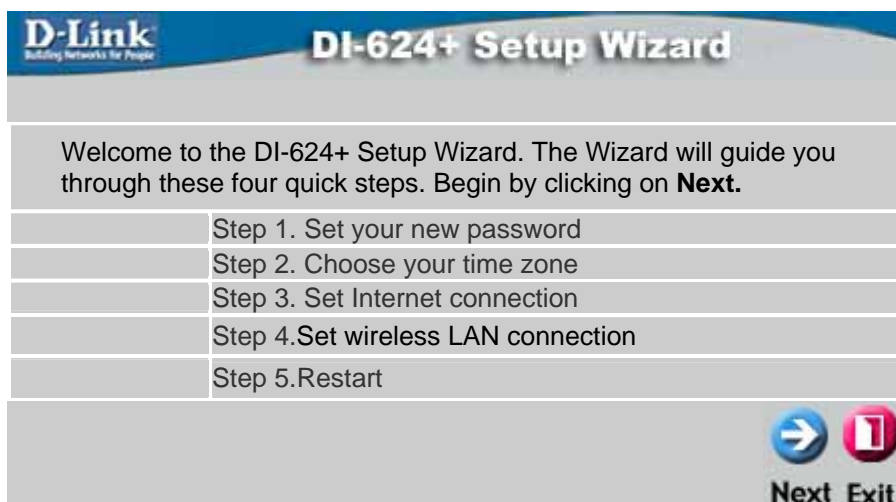 D-Link
Building Networks for People
DI-624+ Setup Wizard
Welcome to the DI-624+ Setup Wizard. The Wizard will guide you
through these four quick steps. Begin by clicking on Next.
Step 1. Set your new password
Step 2. Choose your time zone
Step 3. Set Internet connection
Step 4.Set wireless LAN connection
Step 5.Restart
Next Exit